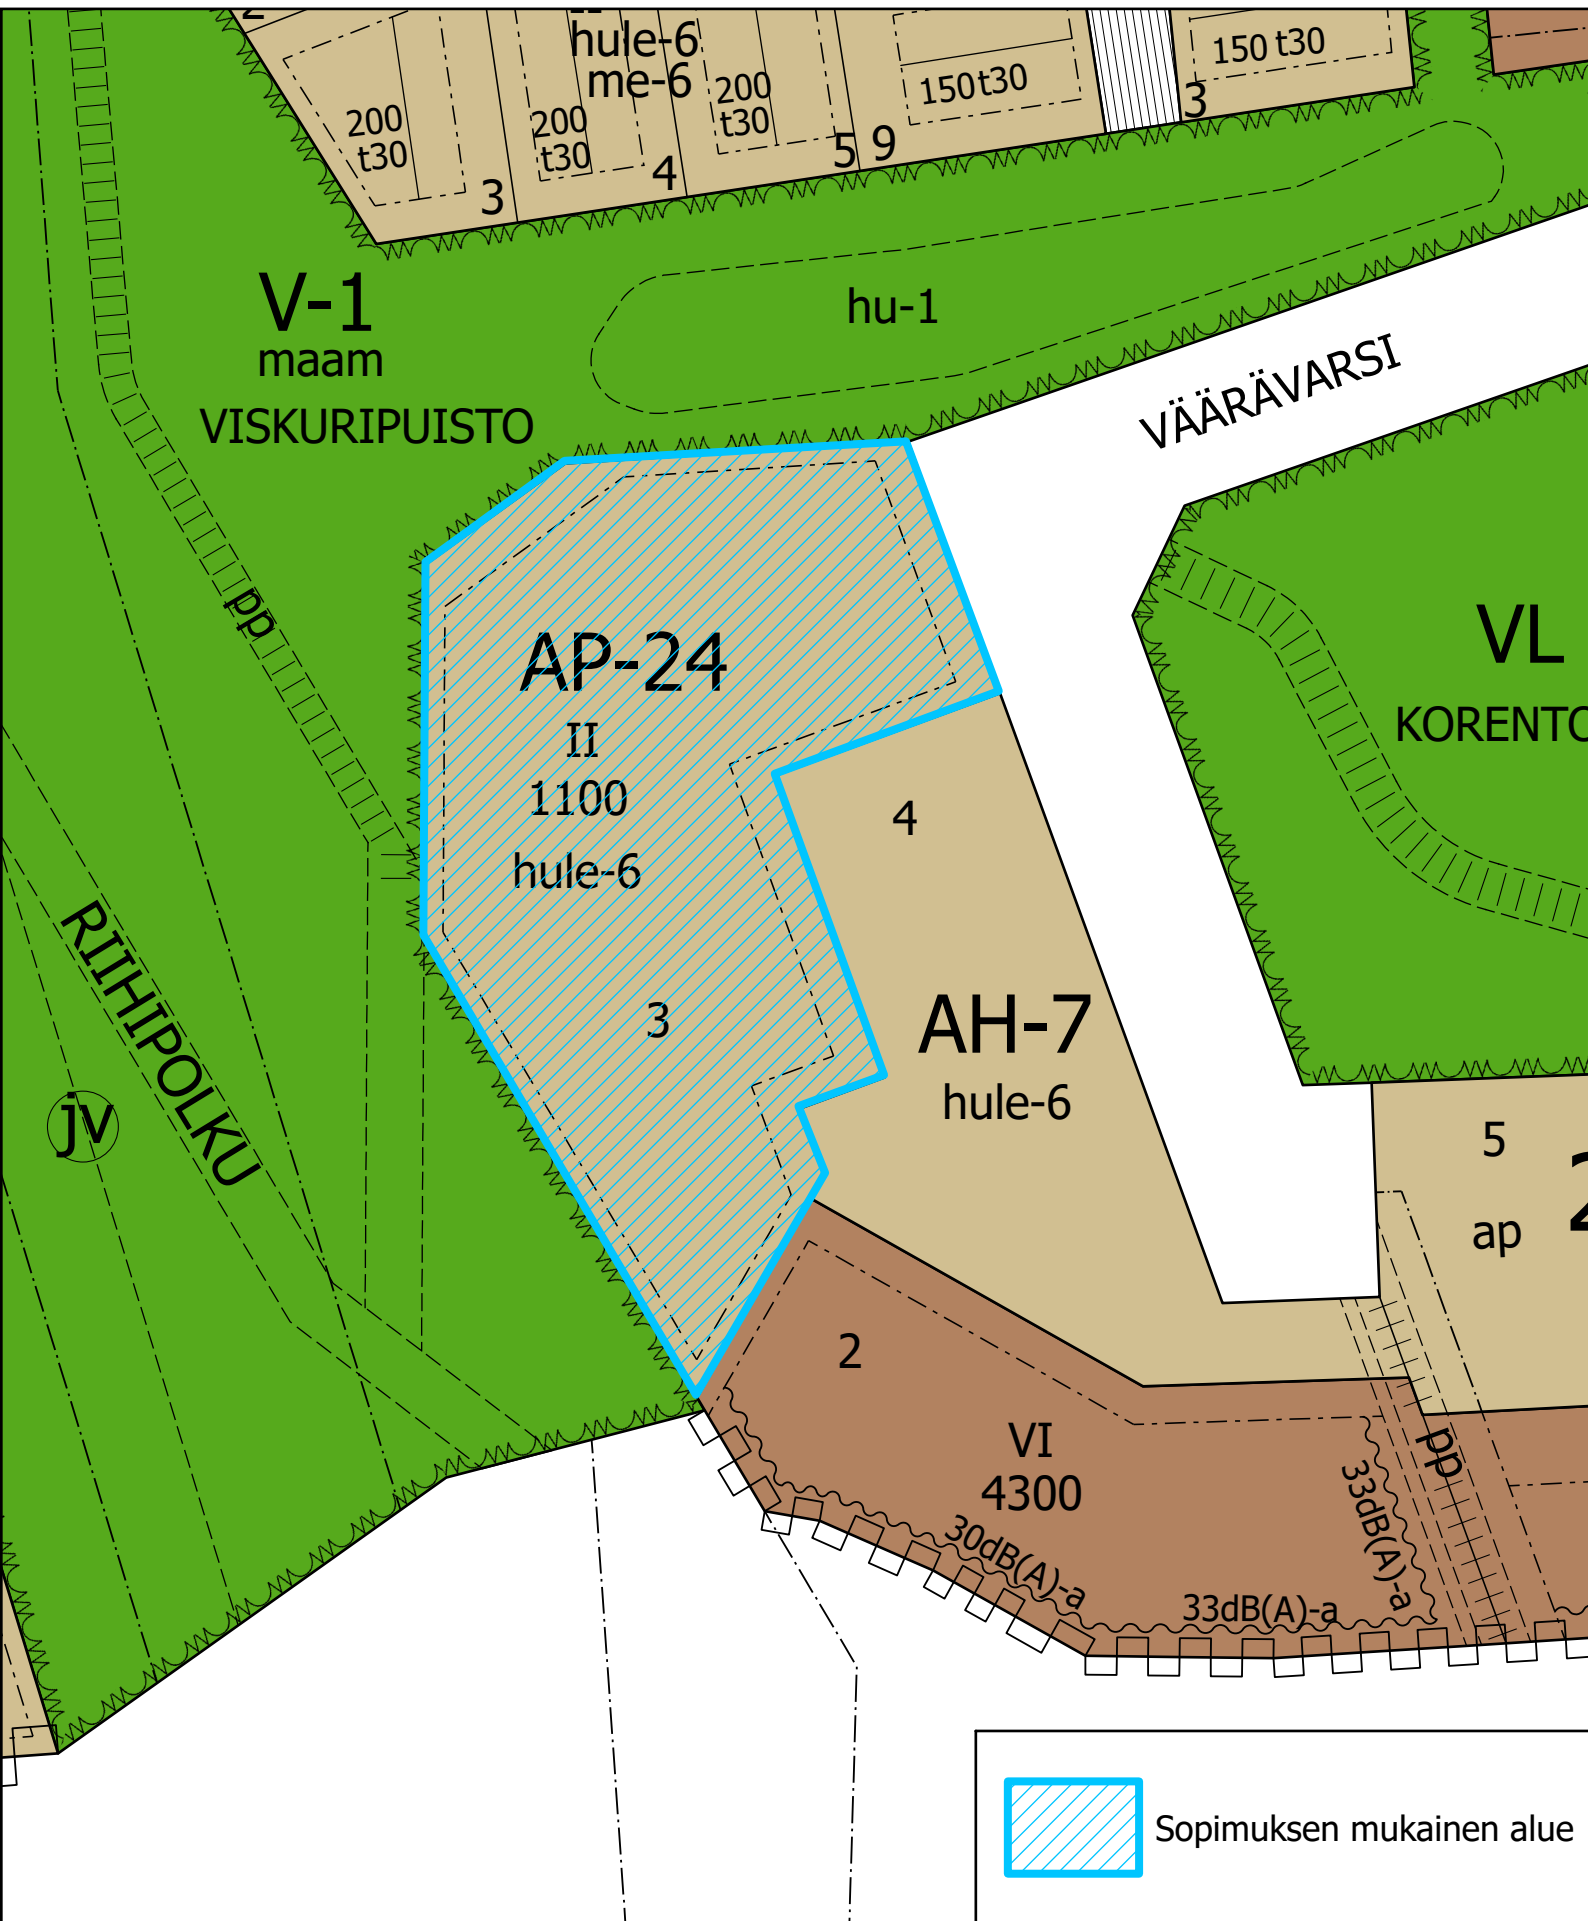 hule-6
me-6
200
t30
200
t30
200
t30
150 t30
150 t30
3
4
5
9
3
V-1
maam
VISKURIPUISTO
hu-1
VÄÄRÄVARSI
pp
AP-24
II
1100
hule-6
3
4
AH-7
hule-6
VL
RIIHIPOLKU
jv
5
ap
2
VI
4300
30dB(A)-a
33dB(A)-a
33dB(A)-a
pp
Sopimuksen mukainen alue